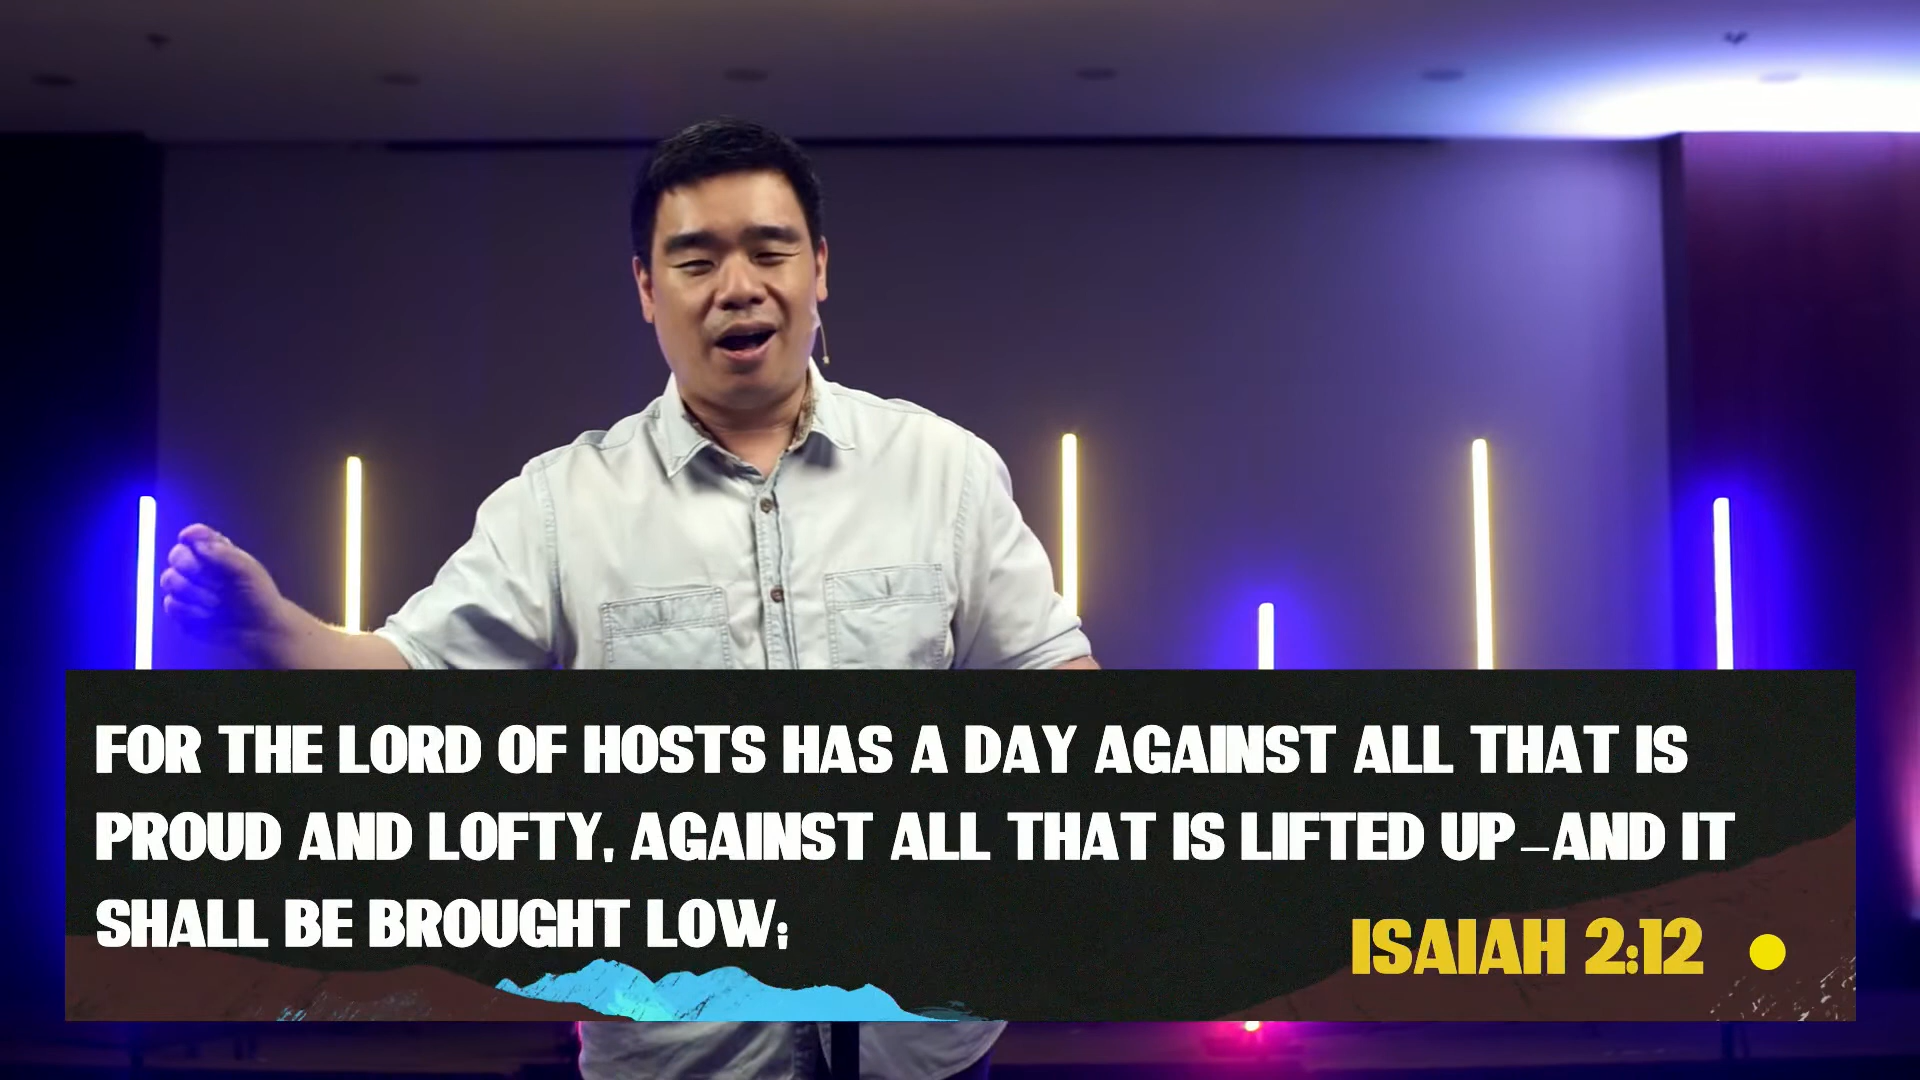 FOR THE LORD OF HOSTS HAS A DAY AGAINST ALL THAT IS
PROUD AND LOFTY, AGAINST ALL THAT IS LIFTED UP—AND IT
SHALL BE BROUGHT LOW;
ISAIAH 2:12